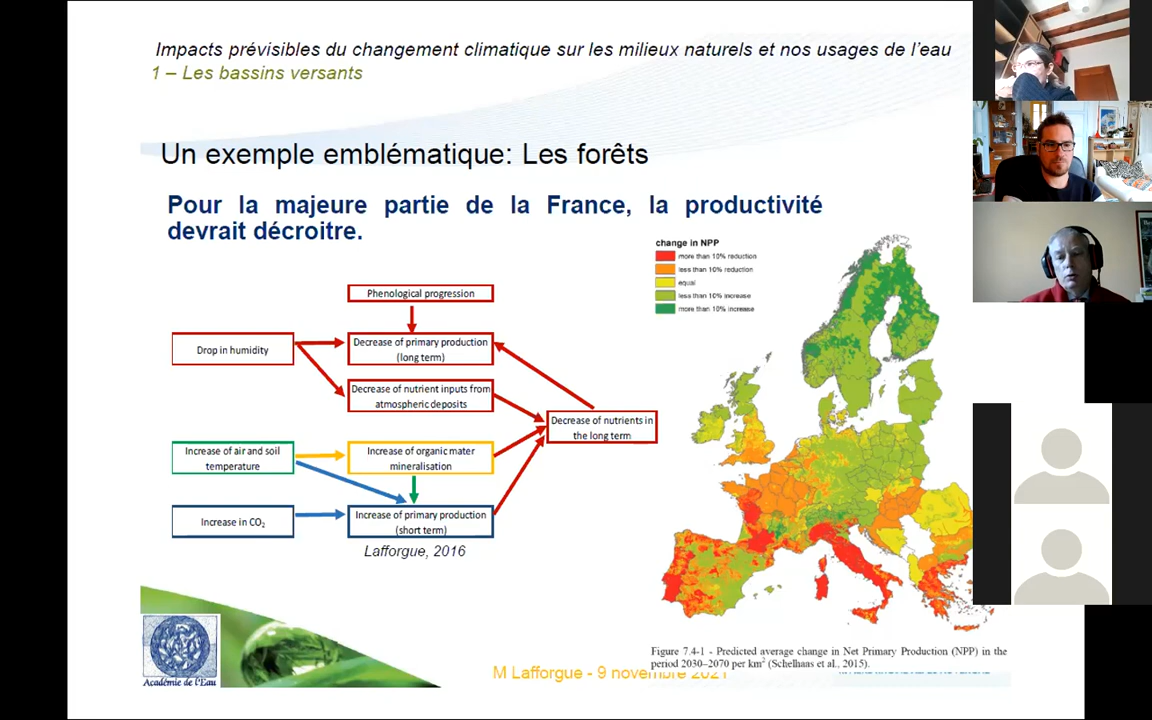 Impacts prévisibles du changement climatique sur les milieux naturels et nos usages de l'eau
1 – Les bassins versants
Un exemple emblématique: Les forêts
Pour la majeure partie de la France, la productivité
devrait décroitre.
change in NPP
more than 10% reduction
less than 10% reduction
equal
less than 10% increase
more than 10% increase
Phenological progression
Drop in humidity
Decrease of primary production
(long term)
Decrease of nutrient inputs from
atmospheric deposits
Decrease of nutrients in
the long term
Increase of air and soil
temperature
Increase of organic mater
mineralisation
Increase in CO₂
Increase of primary production
(short term)
Lafforgue, 2016
Figure 7.4-1 - Predicted average change in Net Primary Production (NPP) in the
period 2030–2070 per km² (Schelhaas et al., 2015).
Académie de l'Eau
M Lafforgue - 9 novembre 2021